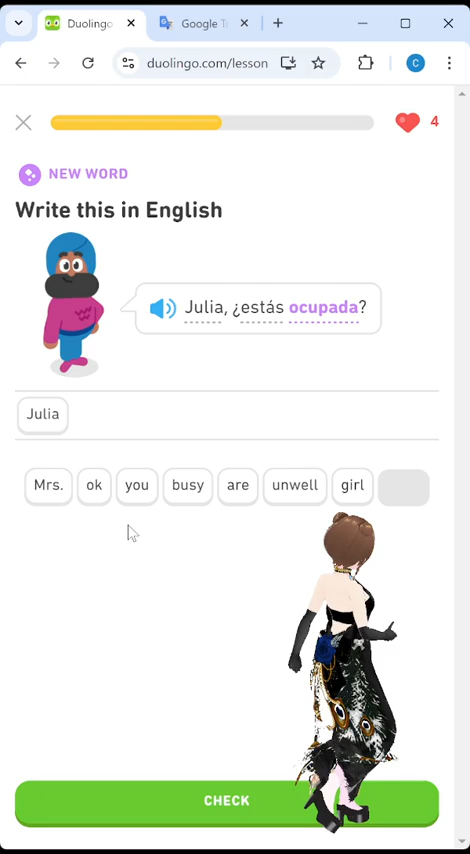 Duolingo
Google T
duolingo.com/lesson
C
4
NEW WORD
Write this in English
Julia, ¿estás ocupada?
Julia
Mrs. ok you busy are unwell girl
CHECK